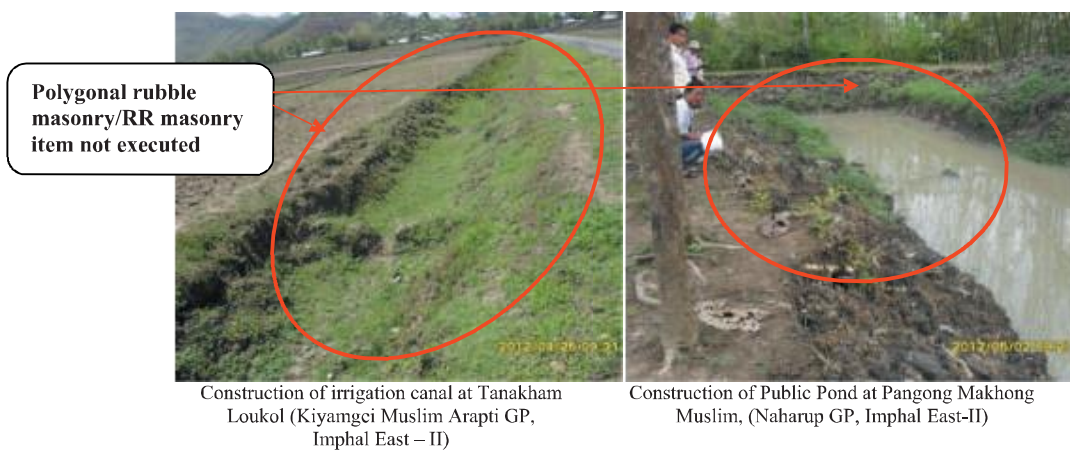 Polygonal rubble
masonry/RR masonry
item not executed
Construction of irrigation canal at Tanakham
Loukol (Kiyamgci Muslim Arapti GP,
Imphal East – II)
Construction of Public Pond at Pangong Makhong
Muslim, (Naharup GP, Imphal East-II)